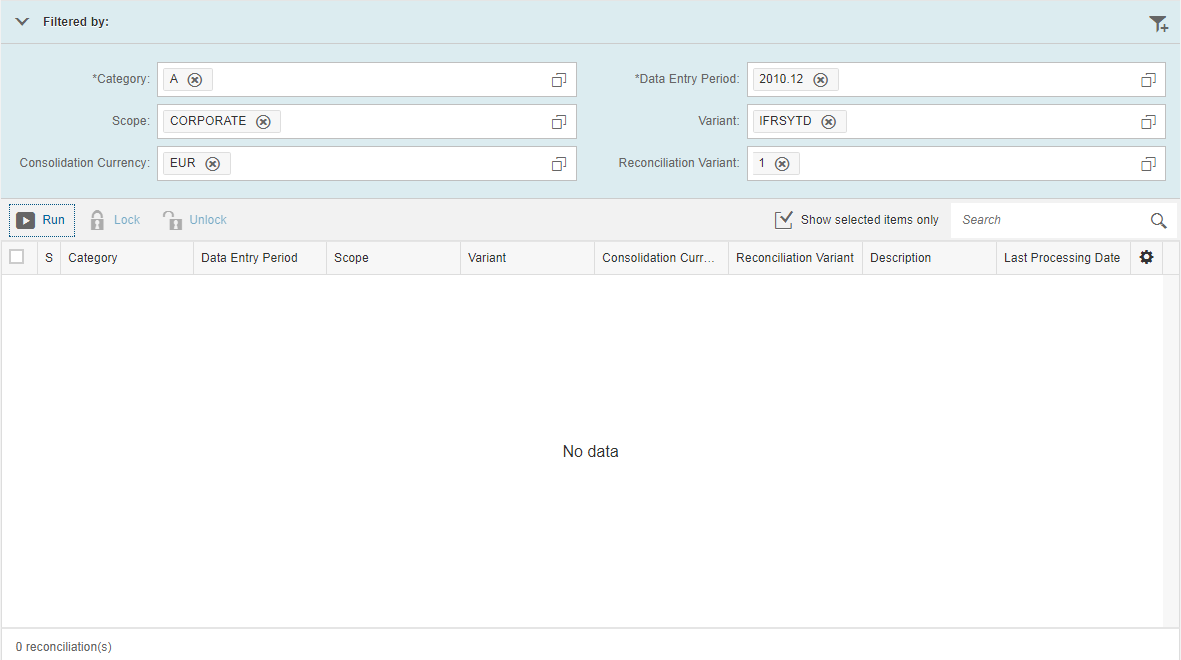 Filtered by:
*Category: A *Data Entry Period: 2010.12
Scope: CORPORATE Variant: IFRSYTD
Consolidation Currency: EUR Reconciliation Variant: 1
Run Lock Unlock Show selected items only Search
S Category Data Entry Period Scope Variant Consolidation Curr... Reconciliation Variant Description Last Processing Date
No data
0 reconciliation(s)